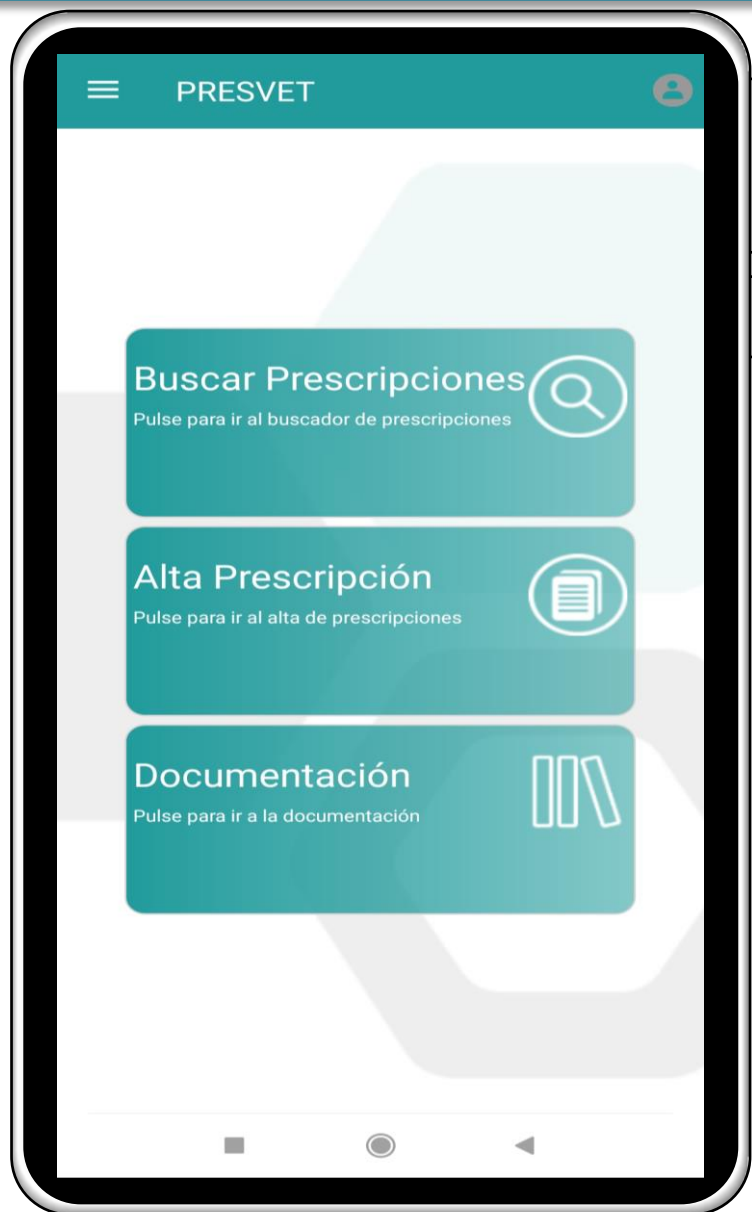 PRESVET
Buscar Prescripciones
Pulse para ir al buscador de prescripciones
Alta Prescripción
Pulse para ir al alta de prescripciones
Documentación
Pulse para ir a la documentación